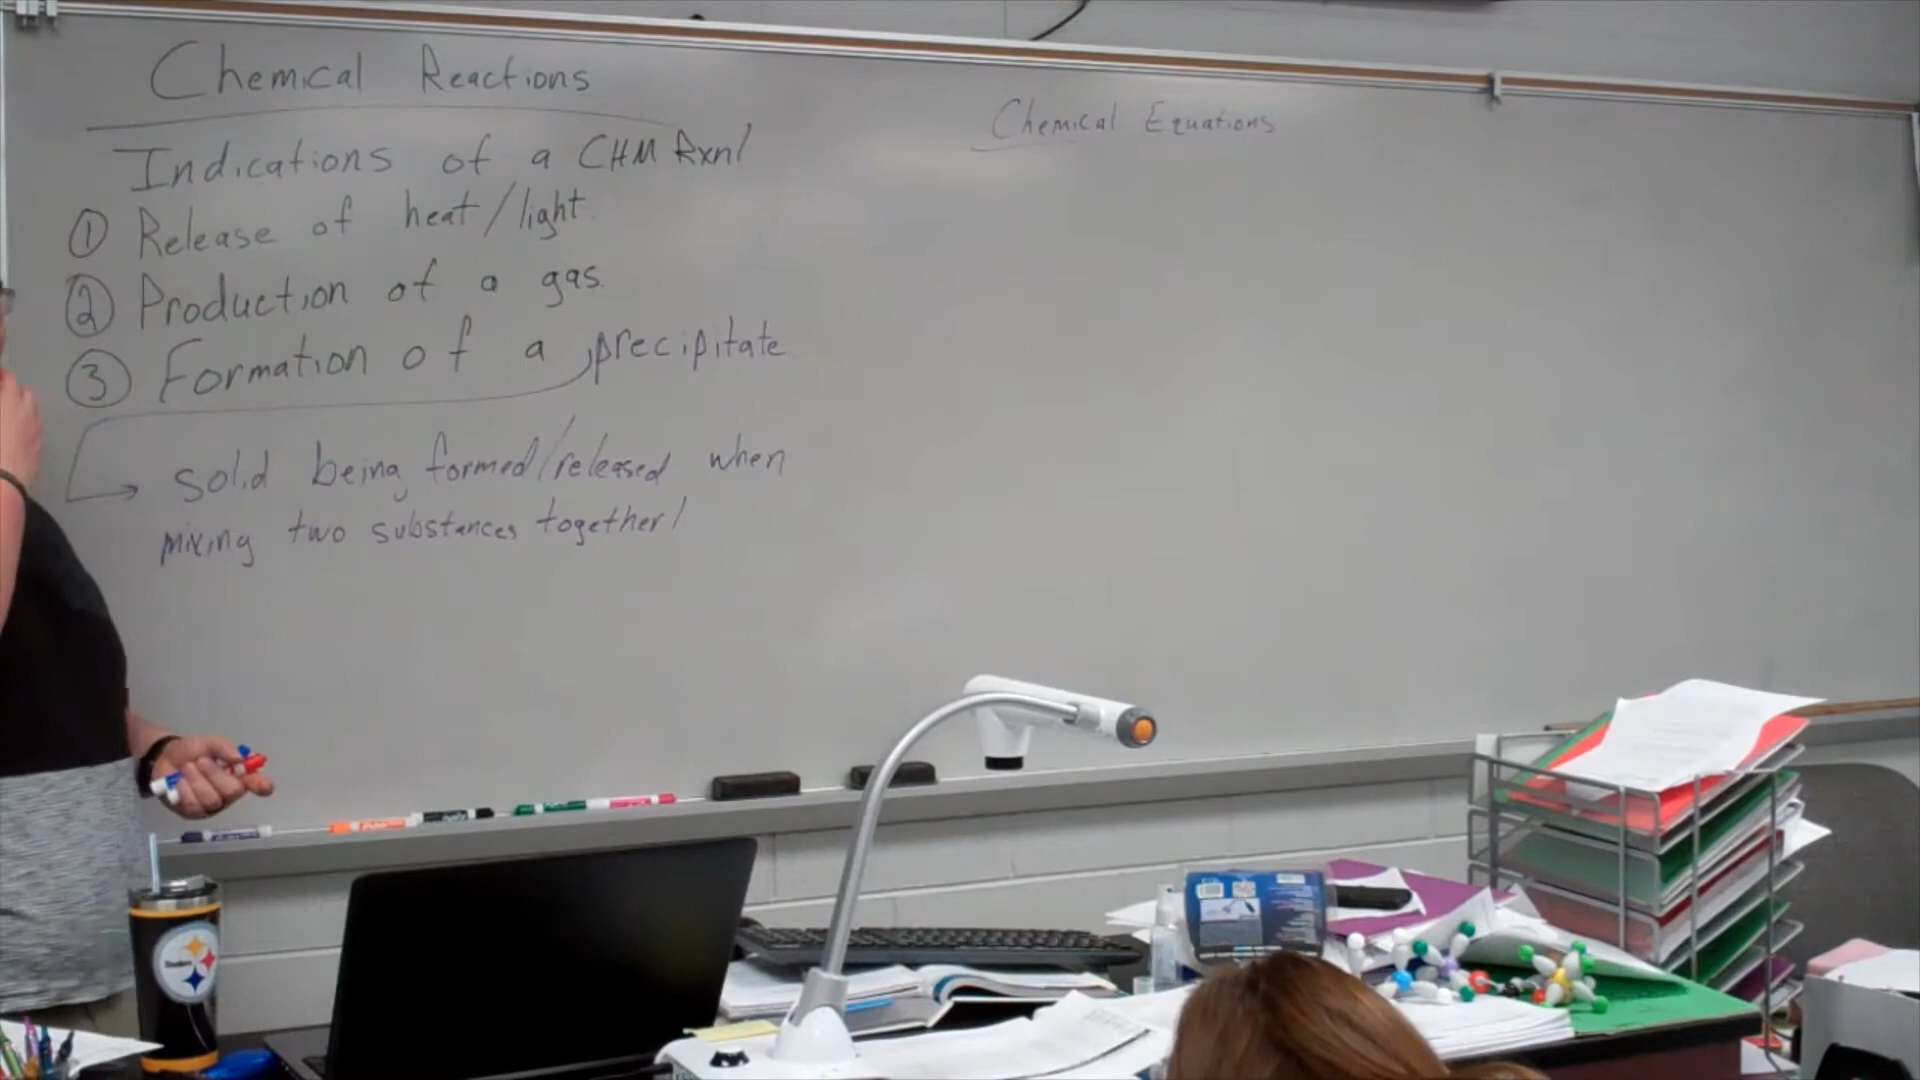 Chemical Reactions
Indications of a CHM Rxn/
① Release of heat/light.
② Production of a gas.
③ Formation of a precipitate
solid being formed/released when
mixing two substances together/
Chemical Equations
Steelers